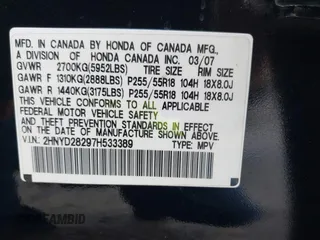 MFD. IN CANADA BY HONDA OF CANADA MFG.,
A DIVISION OF HONDA CANADA INC. 03/07
GVWR 2700KG(5952LBS) TIRE SIZE RIM SIZE
GAWR F 1310KG(2888LBS) P255/55R18 104H 18X8.0J
GAWR R 1440KG(3175LBS) P255/55R18 104H 18X8.0J
THIS VEHICLE CONFORMS TO ALL APPLICABLE
FEDERAL MOTOR VEHICLE SAFETY STANDARDS IN
EFFECT ON THE DATE OF MANUFACTURE SHOWN ABOVE.
V.I.N.: 2HNYD28297H533389 TYPE: MPV